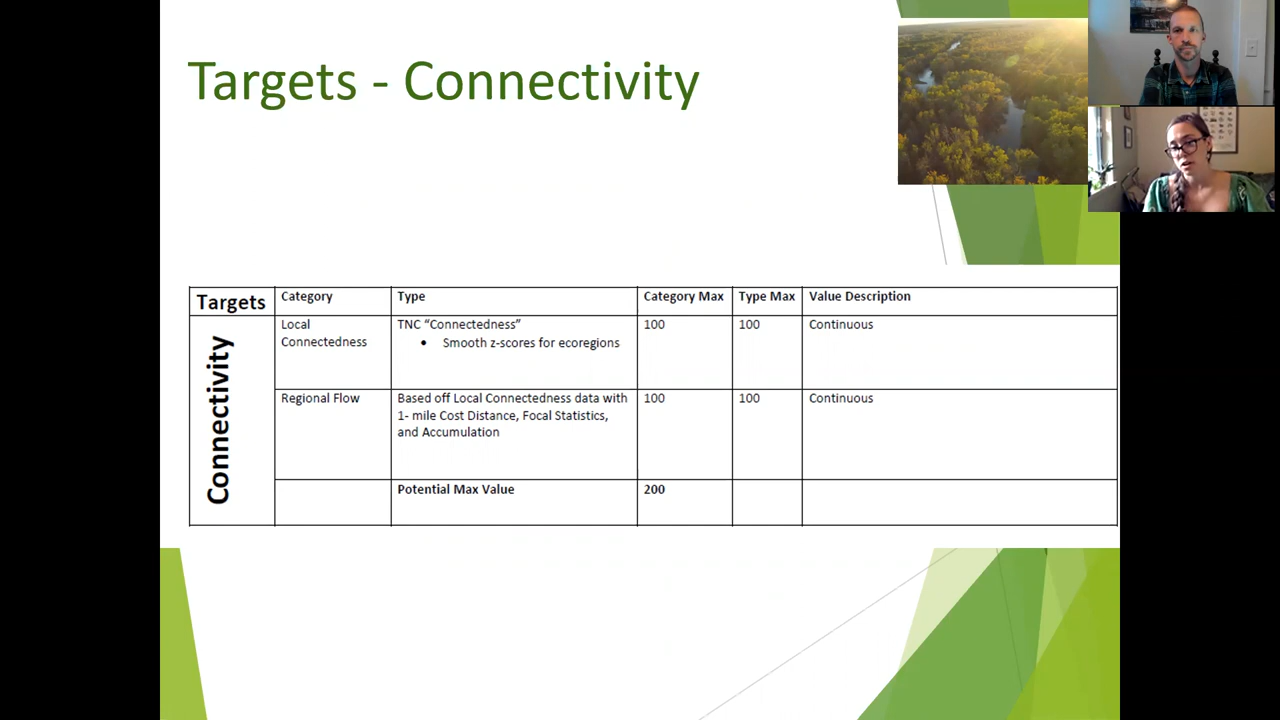 Targets - Connectivity
Targets
Category
Type
Category Max
Type Max
Value Description
Connectivity
Local
Connectedness
TNC “Connectedness”
• Smooth z-scores for ecoregions
100
100
Continuous
Regional Flow
Based off Local Connectedness data with
1- mile Cost Distance, Focal Statistics,
and Accumulation
100
100
Continuous
Potential Max Value
200